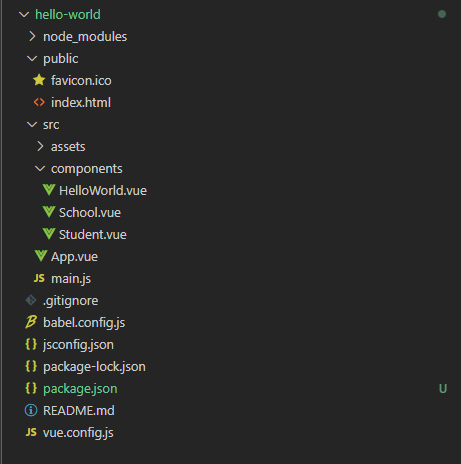 hello-world
node_modules
public
favicon.ico
index.html
src
assets
components
HelloWorld.vue
School.vue
Student.vue
App.vue
JS main.js
.gitignore
babel.config.js
{} jsconfig.json
{} package-lock.json
{} package.json U
README.md
JS vue.config.js